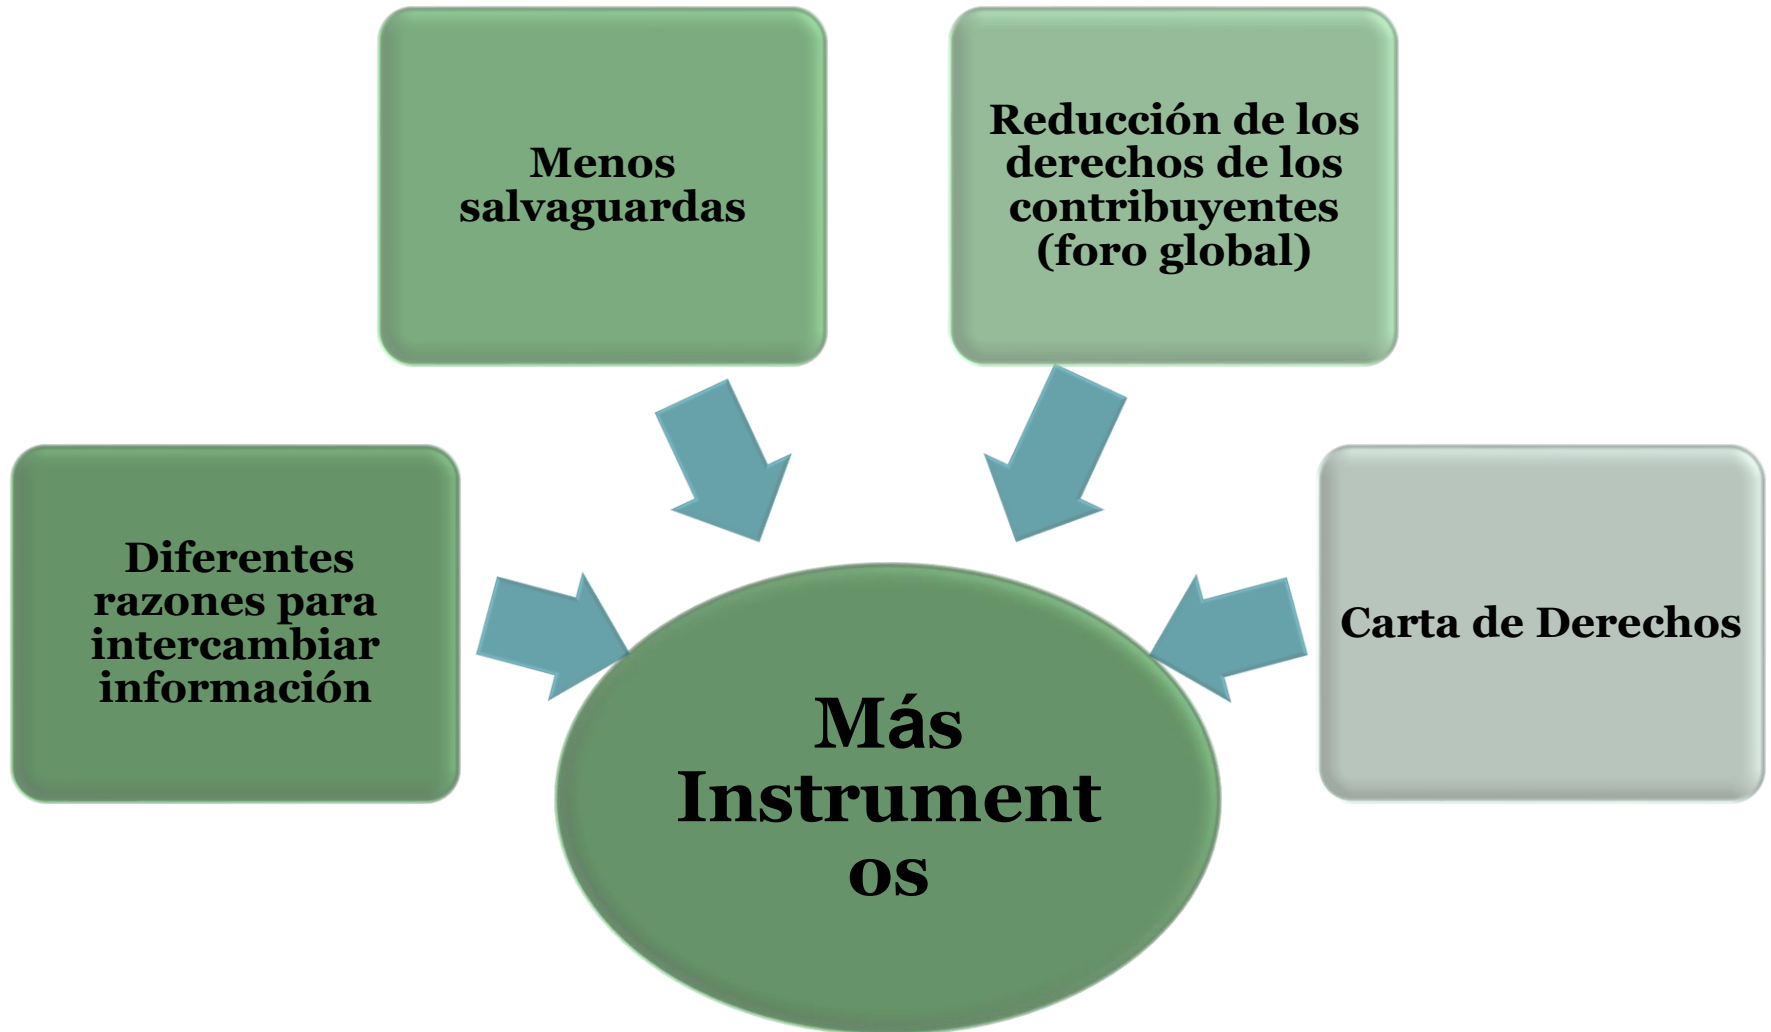 Menos
salvaguardas
Reducción de los
derechos de los
contribuyentes
(foro global)
Diferentes
razones para
intercambiar
información
Carta de Derechos
Más
Instrument
os